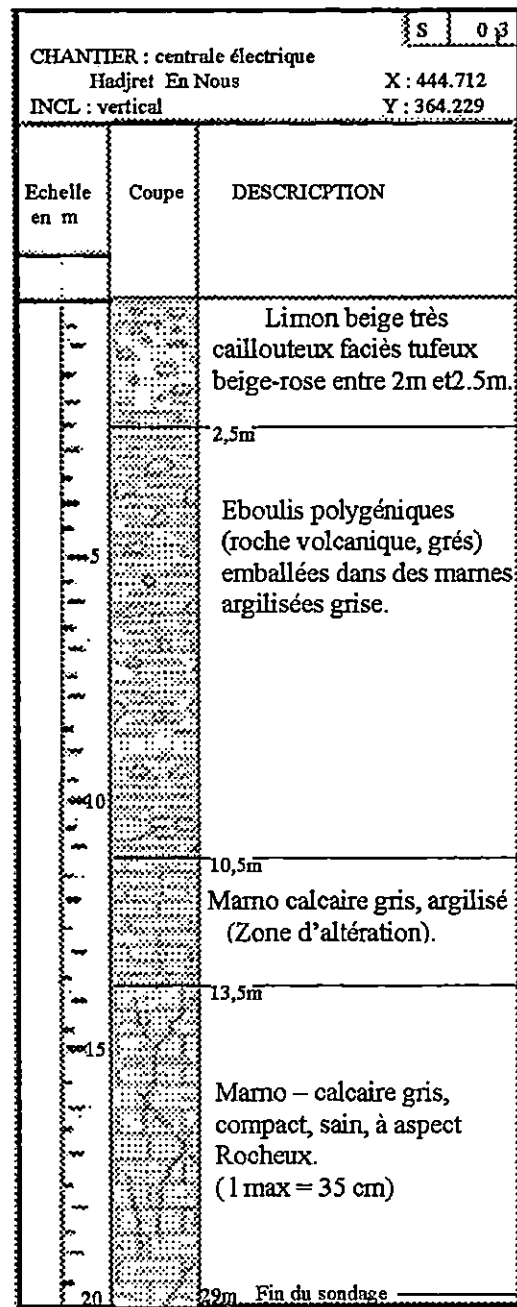 S 03
CHANTIER : centrale électrique
Hadjret En Nous X : 444.712
INCL : vertical Y : 364.229
Echelle
en m
Coupe
DESCRICPTION
Limon beige très
caillouteux faciès tufeux
beige-rose entre 2m et2.5m.
2,5m
Eboulis polygéniques
(roche volcanique, grés)
5
emballées dans des marnes
argilisées grise.
10
10,5m
Marno calcaire gris, argilisé
(Zone d'altération).
13,5m
15
Marno – calcaire gris,
compact, sain, à aspect
Rocheux.
( l max = 35 cm)
20 29m Fin du sondage